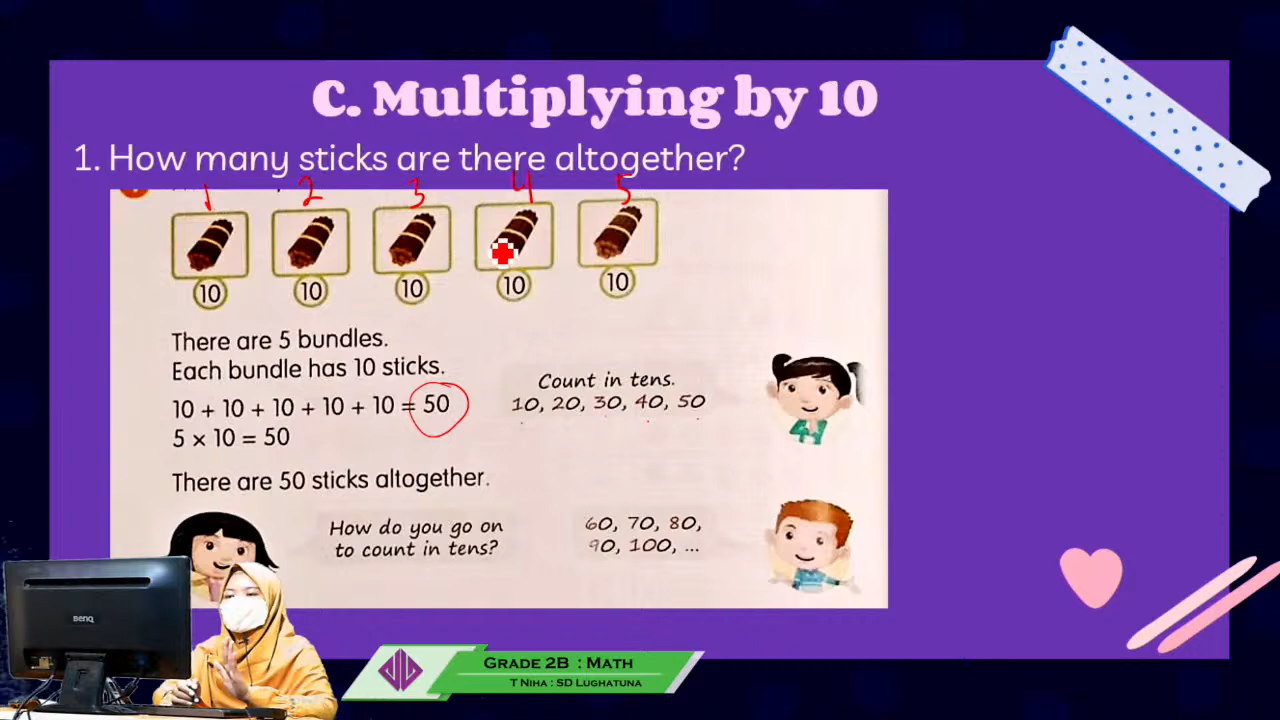 C. Multiplying by 10
1. How many sticks are there altogether?
1 2 3 4 5
10 10 10 10 10
There are 5 bundles.
Each bundle has 10 sticks.
10 + 10 + 10 + 10 + 10 = 50
5 × 10 = 50
Count in tens.
10, 20, 30, 40, 50
There are 50 sticks altogether.
How do you go on
to count in tens?
60, 70, 80,
90, 100, ...
BenQ
GRADE 2B : MATH
T NIHA : SD LUGHATUNA